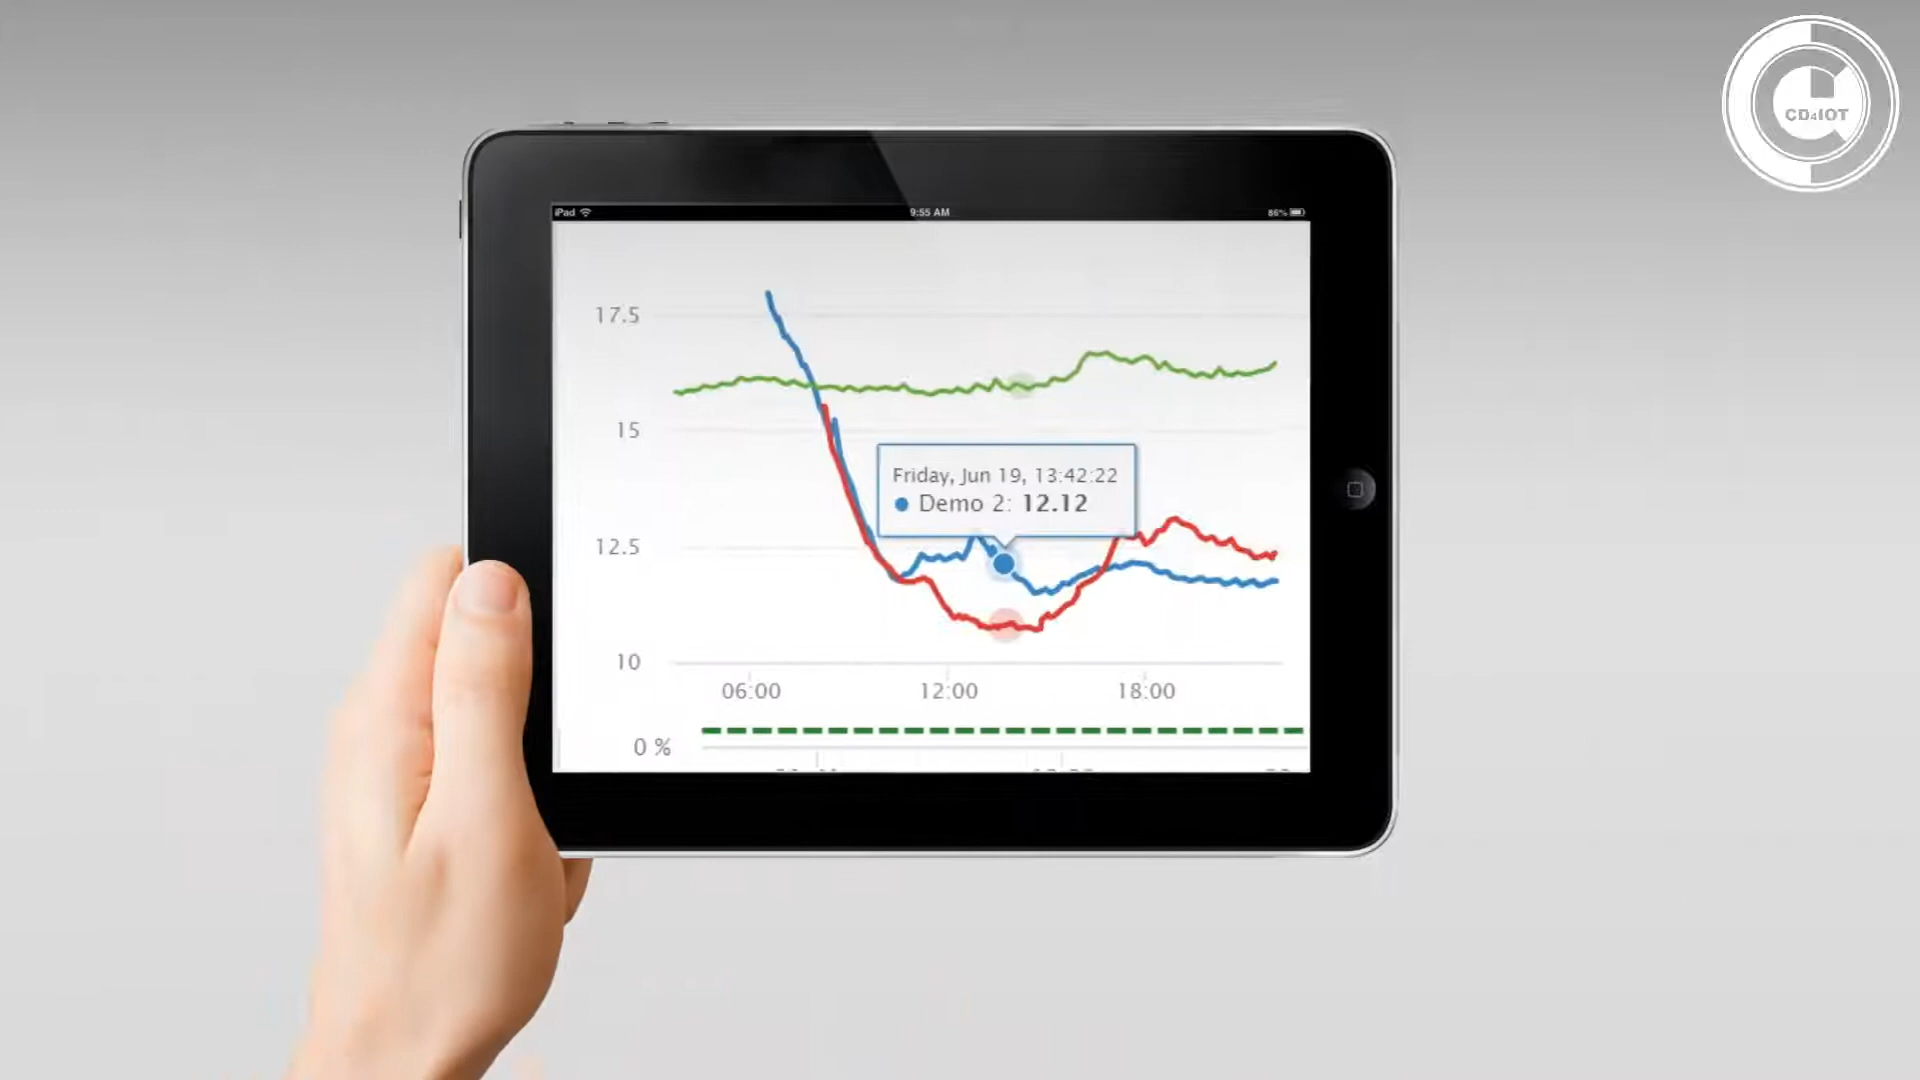 CD4IOT
iPad
9:55 AM
86%
17.5
15
Friday, Jun 19, 13:42:22
Demo 2: 12.12
12.5
10
06:00 12:00 18:00
0 %